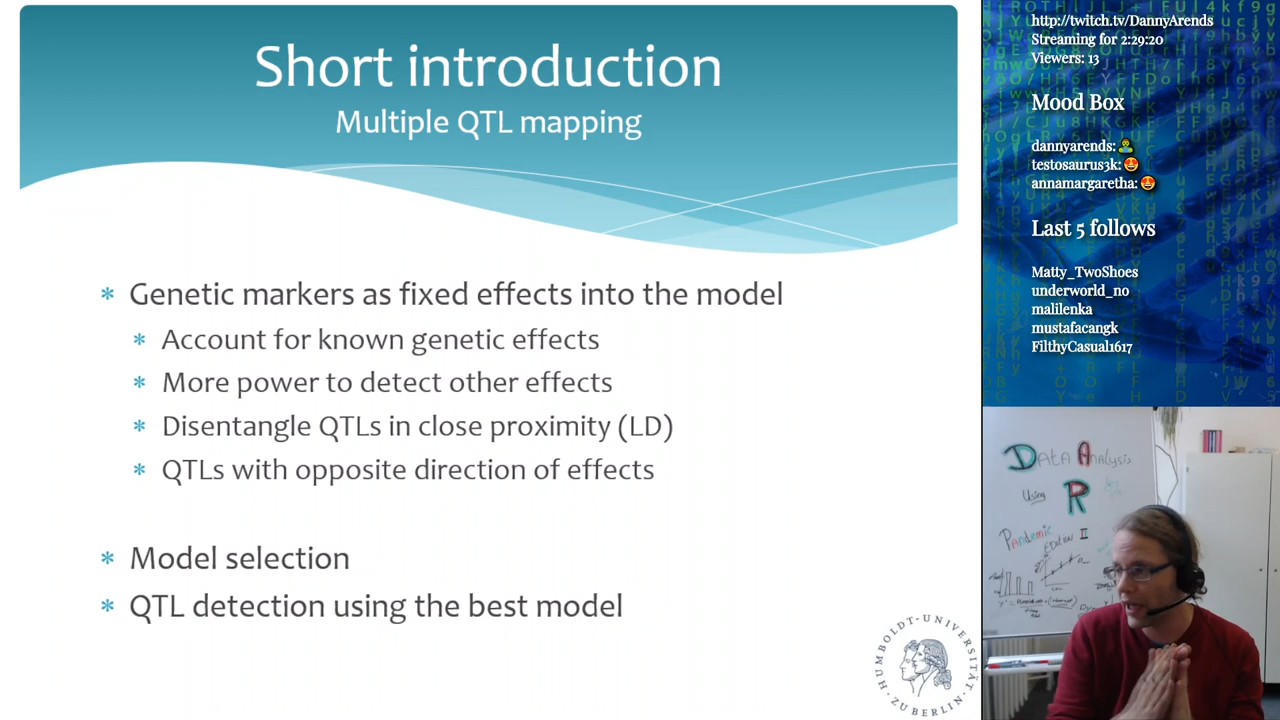 Short introduction
Multiple QTL mapping
* Genetic markers as fixed effects into the model
* Account for known genetic effects
* More power to detect other effects
* Disentangle QTLs in close proximity (LD)
* QTLs with opposite direction of effects
* Model selection
* QTL detection using the best model
HUMBOLDT-UNIVERSITÄT
ZU BERLIN
http://twitch.tv/DannyArends
Streaming for 2:29:20
Viewers: 13
Mood Box
dannyarends:
testosaurus3k:
annamargaretha:
Last 5 follows
Matty_TwoShoes
underworld_no
malilenka
mustafacangk
FilthyCasual1617
Data Analysis
Using
R
Pandemic
Edition II